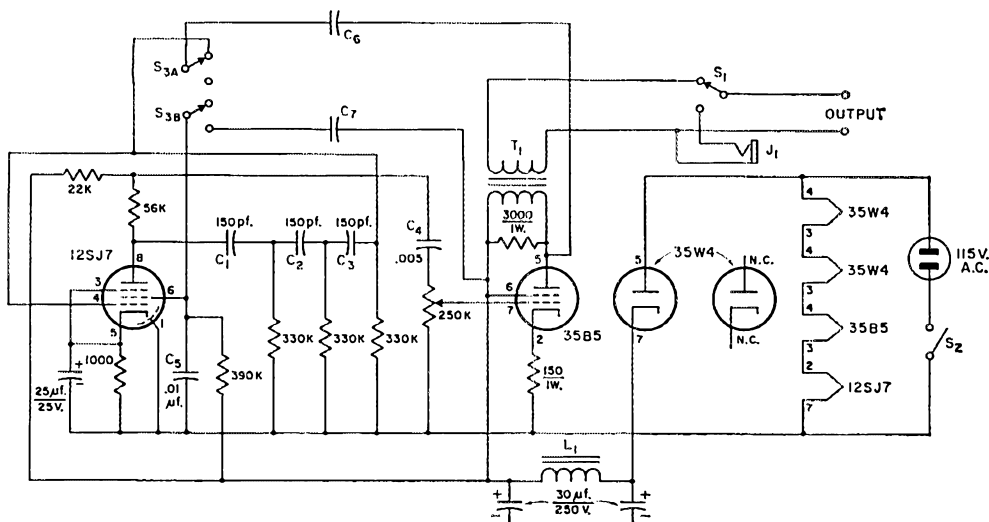 C6
S3A
S1
S3B
C7
OUTPUT
T1
J1
22K
56K
150pf.
150pf.
150pf.
C4
.005
3000
1W.
4
35W4
3
12SJ7
8
C1
C2
C3
5
5
35W4
N.C.
4
35W4
3
115V.
A.C.
3
4
6
6
7
250K
5
1
35B5
7
N.C.
4
35B5
3
S2
1000
C5
.01
µf.
390K
330K
330K
330K
2
150
1W.
2
12SJ7
7
25µf.
25V.
+
−
L1
+
−
30µf.
250V.
+
−